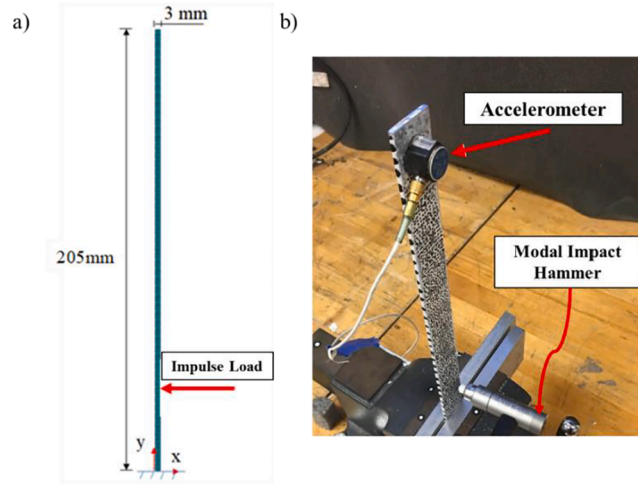 a)
3 mm
205mm
Impulse Load
y
x
b)
Accelerometer
Modal Impact
Hammer